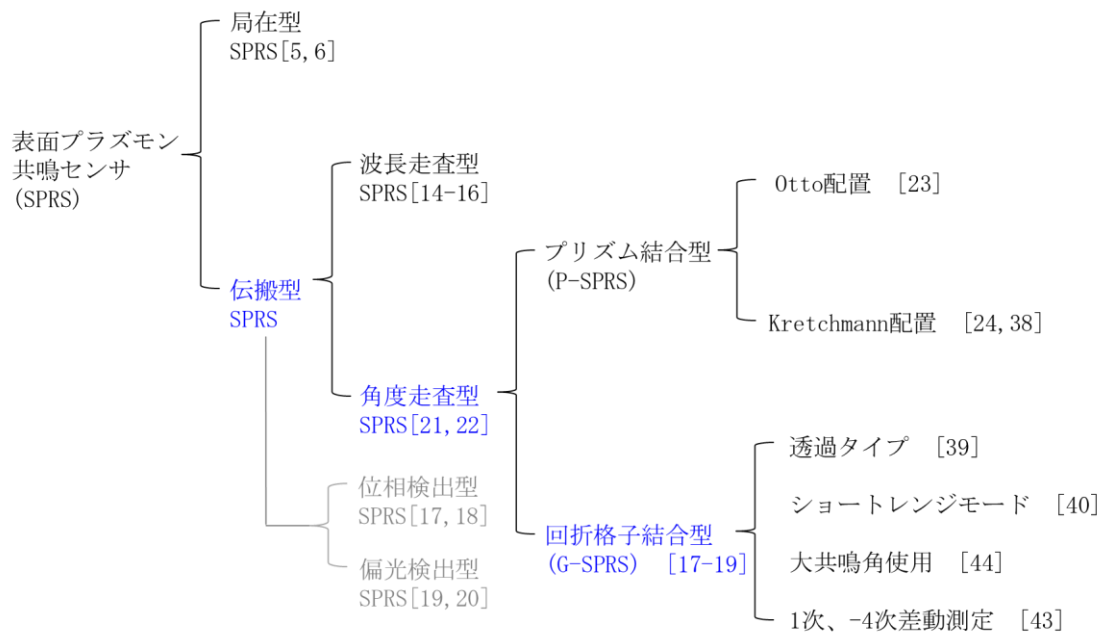 局在型
SPRS[5,6]
表面プラズモン
共鳴センサ
(SPRS)
伝搬型
SPRS
波長走査型
SPRS[14-16]
角度走査型
SPRS[21,22]
位相検出型
SPRS[17,18]
偏光検出型
SPRS[19,20]
プリズム結合型
(P-SPRS)
回折格子結合型
(G-SPRS) [17-19]
Otto配置 [23]
Kretchmann配置 [24,38]
透過タイプ [39]
ショートレンジモード [40]
大共鳴角使用 [44]
1次、-4次差動測定 [43]